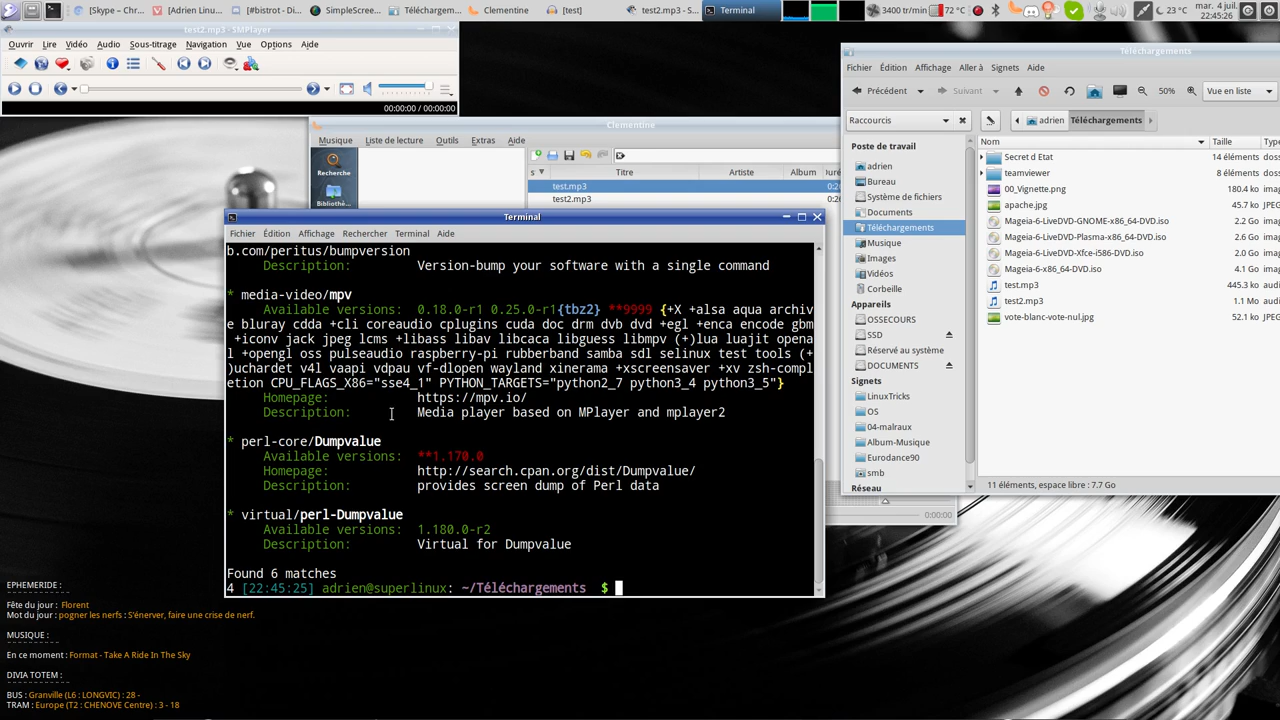 [Skype – Chr...
[Adrien Linu...
[#bistrot - Di...
[SimpleScree...
[Téléchargem...
Clementine
[test]
test2.mp3 - S...
Terminal
3400 tr/min
72 °C
23 °C
mar. 4 juil.
22:45:26
test2.mp3 - SMPlayer
Ouvrir Lire Vidéo Audio Sous-titrage Navigation Vue Options Aide
00:00:00 / 00:00:00
Clementine
Musique Liste de lecture Outils Extras Aide
Recherche
Bibliothè...
s Titre Artiste Album
test.mp3
test2.mp3
0:00:00
Terminal
Fichier Édition Affichage Rechercher Terminal Aide
b.com/peritus/bumpversion
Description: Version-bump your software with a single command
* media-video/mpv
Available versions: 0.18.0-r1 0.25.0-r1{tbz2} **9999 {+X +alsa aqua archiv
e bluray cdda +cli coreaudio cplugins cuda doc drm dvb dvd +egl +enca encode gbm
+iconv jack jpeg lcms +libass libav libcaca libguess libmpv (+)lua luajit opena
l +opengl oss pulseaudio raspberry-pi rubberband samba sdl selinux test tools (+
)uchardet v4l vaapi vdpau vf-dlopen wayland xinerama +xscreensaver +xv zsh-compl
etion CPU_FLAGS_X86="sse4_1" PYTHON_TARGETS="python2_7 python3_4 python3_5"}
Homepage: https://mpv.io/
Description: Media player based on MPlayer and mplayer2
* perl-core/Dumpvalue
Available versions: **1.170.0
Homepage: http://search.cpan.org/dist/Dumpvalue/
Description: provides screen dump of Perl data
* virtual/perl-Dumpvalue
Available versions: 1.180.0-r2
Description: Virtual for Dumpvalue
Found 6 matches
4 [22:45:25] adrien@superlinux: ~/Téléchargements $
Téléchargements
Fichier Édition Affichage Aller à Signets Aide
Précédent Suivant 50% Vue en liste
Raccourcis
adrien Téléchargements
Poste de travail
adrien
Bureau
Système de fichiers
Documents
Téléchargements
Musique
Images
Vidéos
Corbeille
Appareils
OSSECOURS
SSD
Réservé au système
DOCUMENTS
Signets
LinuxTricks
OS
04-malraux
Album-Musique
Eurodance90
smb
Réseau
Nom Taille
Secret d Etat 14 éléments doss
teamviewer 8 éléments doss
00_Vignette.png 180.4 ko
apache.jpg 45.7 ko JPEG
Mageia-6-LiveDVD-GNOME-x86_64-DVD.iso 2.2 Go
Mageia-6-LiveDVD-Plasma-x86_64-DVD.iso 2.6 Go
Mageia-6-LiveDVD-Xfce-i586-DVD.iso 2.0 Go
Mageia-6-x86_64-DVD.iso 4.1 Go
test.mp3 445.3 ko audi
test2.mp3 1.1 Mo audi
vote-blanc-vote-nul.jpg 52.1 ko JPEG
11 éléments, espace libre : 7.7 Go
EPHEMERIDE :
Fête du jour : Florent
Mot du jour : pogner les nerfs : S'énerver, faire une crise de nerf.
MUSIQUE :
En ce moment : Format - Take A Ride In The Sky
DIVIA TOTEM :
BUS : Granville (L6 : LONGVIC) : 28 -
TRAM : Europe (T2 : CHENOVE Centre) : 3 - 18